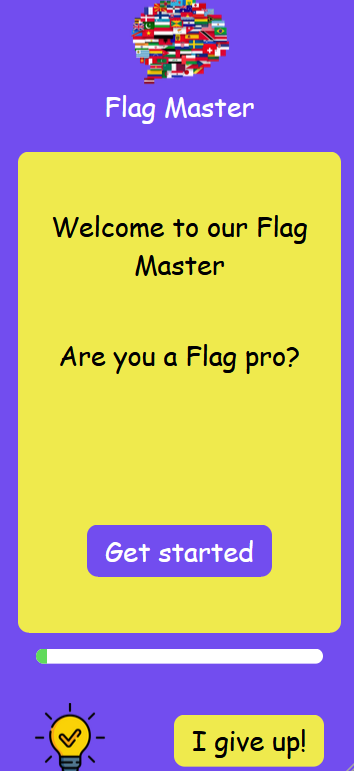 Flag Master
Welcome to our Flag
Master
Are you a Flag pro?
Get started
I give up!